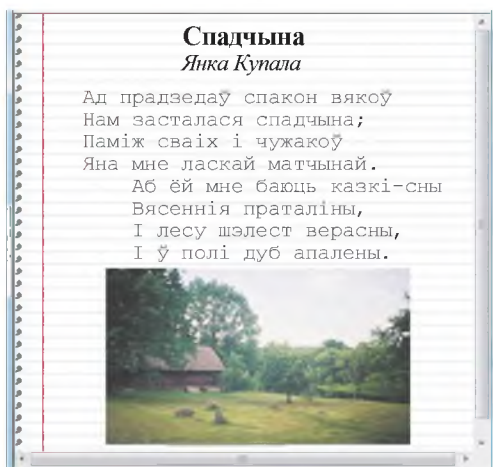 Спадчына
Янка Купала
Ад прадзедаў спакон вякоў
Нам засталася спадчына;
Паміж сваіх і чужакоў
Яна мне ласкай матчынай.
Аб ёй мне баюць казкі-сны
Вясеннія праталіны,
І лесу шэлест верасны,
І ў полі дуб апалены.